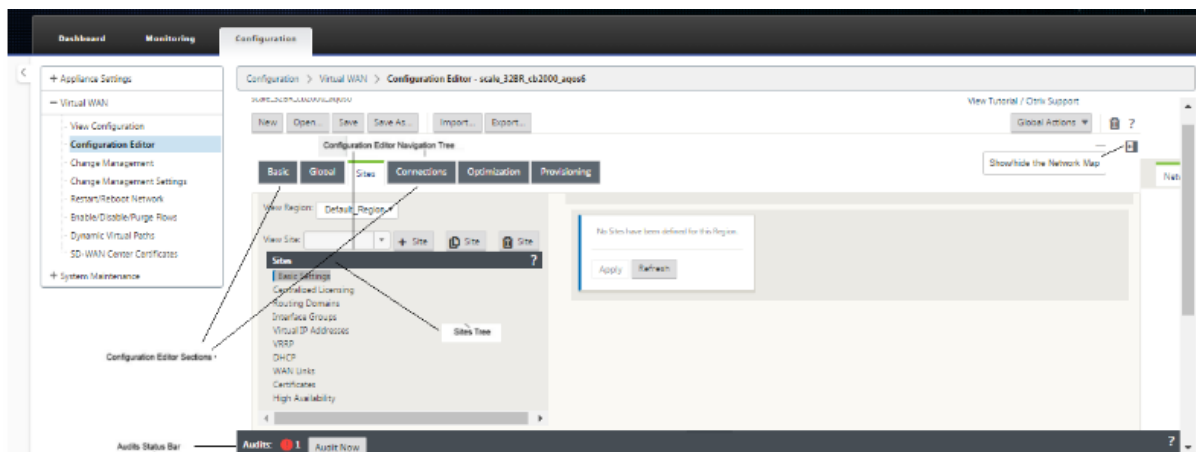 Dashboard Monitoring Configuration
+ Appliance Settings
− Virtual WAN
View Configuration
Configuration Editor
Change Management
Change Management Settings
Restart/Reboot Network
Enable/Disable/Purge Flows
Dynamic Virtual Paths
SD-WAN Center Certificates
+ System Maintenance
Configuration > Virtual WAN > Configuration Editor - scale_32BR_cb2000_aqos6
View Tutorial / Citrix Support
New Open... Save Save As... Import... Export... Global Actions ?
Configuration Editor Navigation Tree
Show/hide the Network Map
Basic Global Sites Connections Optimization Provisioning
Net
View Region: Default_Region
View Site: + Site Site Site
Sites ?
Basic Settings
Centralized Licensing
Routing Domains
Interface Groups
Virtual IP Addresses
VRRP
DHCP
WAN Links
Certificates
High Availability
No Sites have been defined for this Region.
Apply Refresh
Sites Tree
Configuration Editor Sections
Audits Status Bar
Audits: 1 Audit Now ?